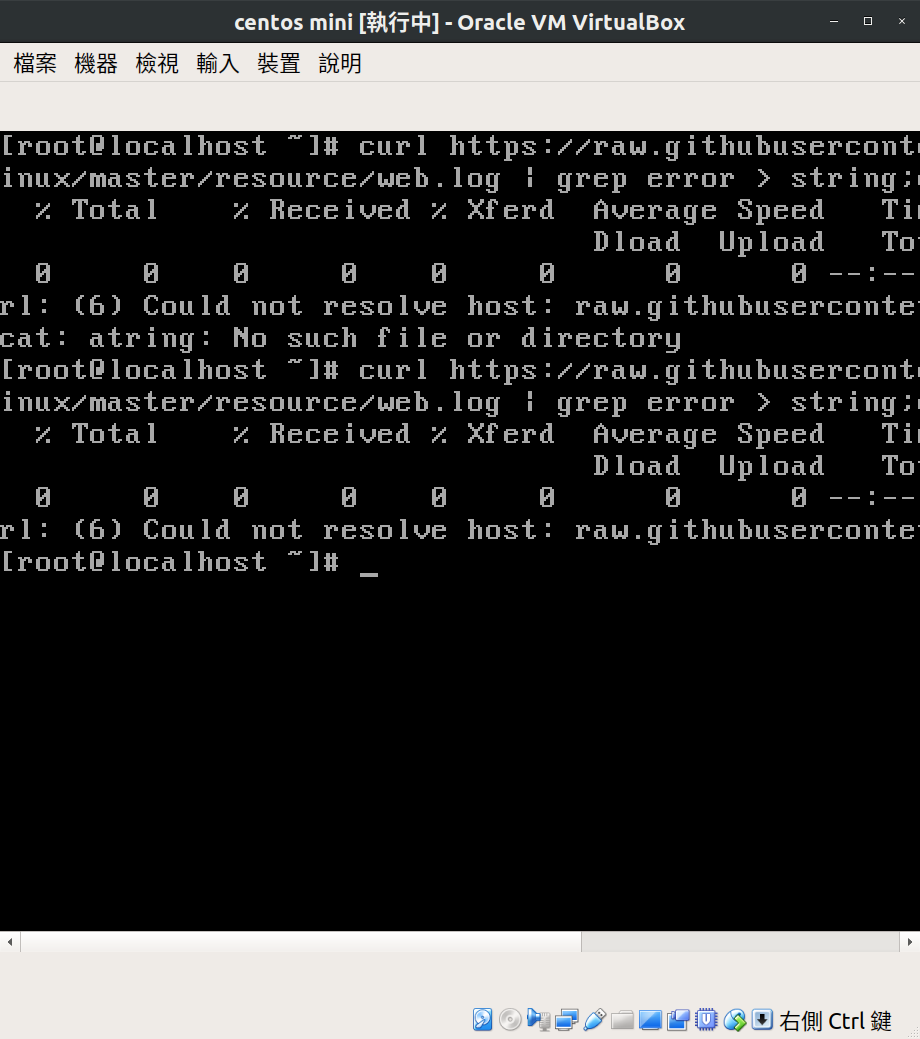 centos mini [執行中] - Oracle VM VirtualBox
檔案 機器 檢視 輸入 裝置 說明
[root@localhost ~]# curl https://raw.githubusercont
inux/master/resource/web.log | grep error > string;
% Total % Received % Xferd Average Speed Ti
Dload Upload To
0 0 0 0 0 0 0 0 --:--
rl: (6) Could not resolve host: raw.githubuserconte
cat: atring: No such file or directory
[root@localhost ~]# curl https://raw.githubusercont
inux/master/resource/web.log | grep error > string;
% Total % Received % Xferd Average Speed Ti
Dload Upload To
0 0 0 0 0 0 0 0 --:--
rl: (6) Could not resolve host: raw.githubuserconte
[root@localhost ~]# _
右側 Ctrl 鍵